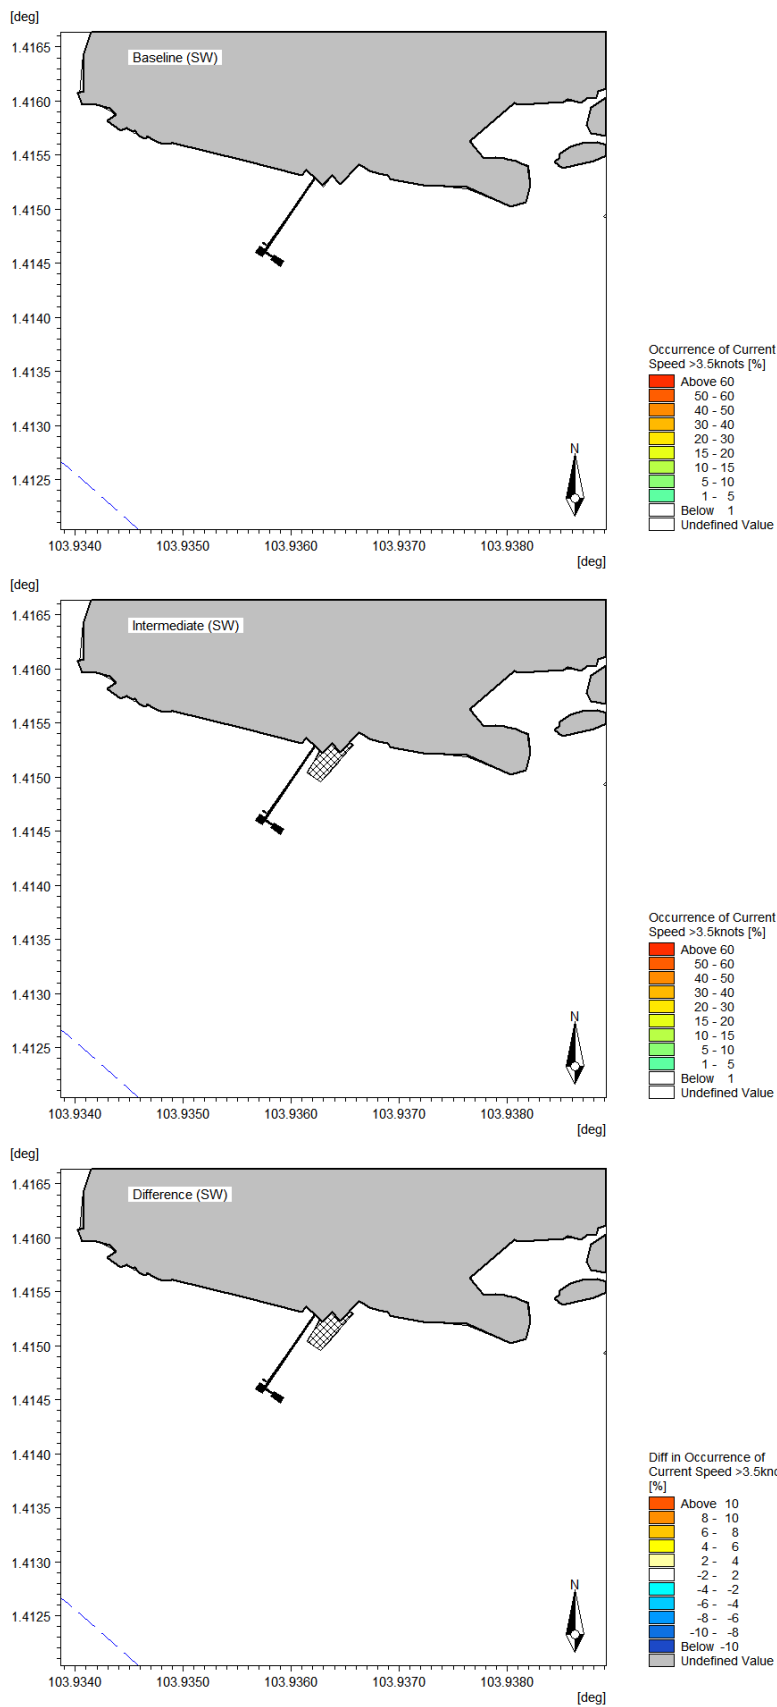 [deg]
Baseline (SW)
1.4165
1.4160
1.4155
1.4150
1.4145
1.4140
1.4135
1.4130
1.4125
N
103.9340 103.9350 103.9360 103.9370 103.9380
[deg]
Occurrence of Current
Speed >3.5knots [%]
Above 60
50 - 60
40 - 50
30 - 40
20 - 30
15 - 20
10 - 15
5 - 10
1 - 5
Below 1
Undefined Value
[deg]
Intermediate (SW)
1.4165
1.4160
1.4155
1.4150
1.4145
1.4140
1.4135
1.4130
1.4125
N
103.9340 103.9350 103.9360 103.9370 103.9380
[deg]
Occurrence of Current
Speed >3.5knots [%]
Above 60
50 - 60
40 - 50
30 - 40
20 - 30
15 - 20
10 - 15
5 - 10
1 - 5
Below 1
Undefined Value
[deg]
Difference (SW)
1.4165
1.4160
1.4155
1.4150
1.4145
1.4140
1.4135
1.4130
1.4125
N
103.9340 103.9350 103.9360 103.9370 103.9380
[deg]
Diff in Occurrence of
Current Speed >3.5kno
[%]
Above 10
8 - 10
6 - 8
4 - 6
2 - 4
-2 - 2
-4 - -2
-6 - -4
-8 - -6
-10 - -8
Below -10
Undefined Value